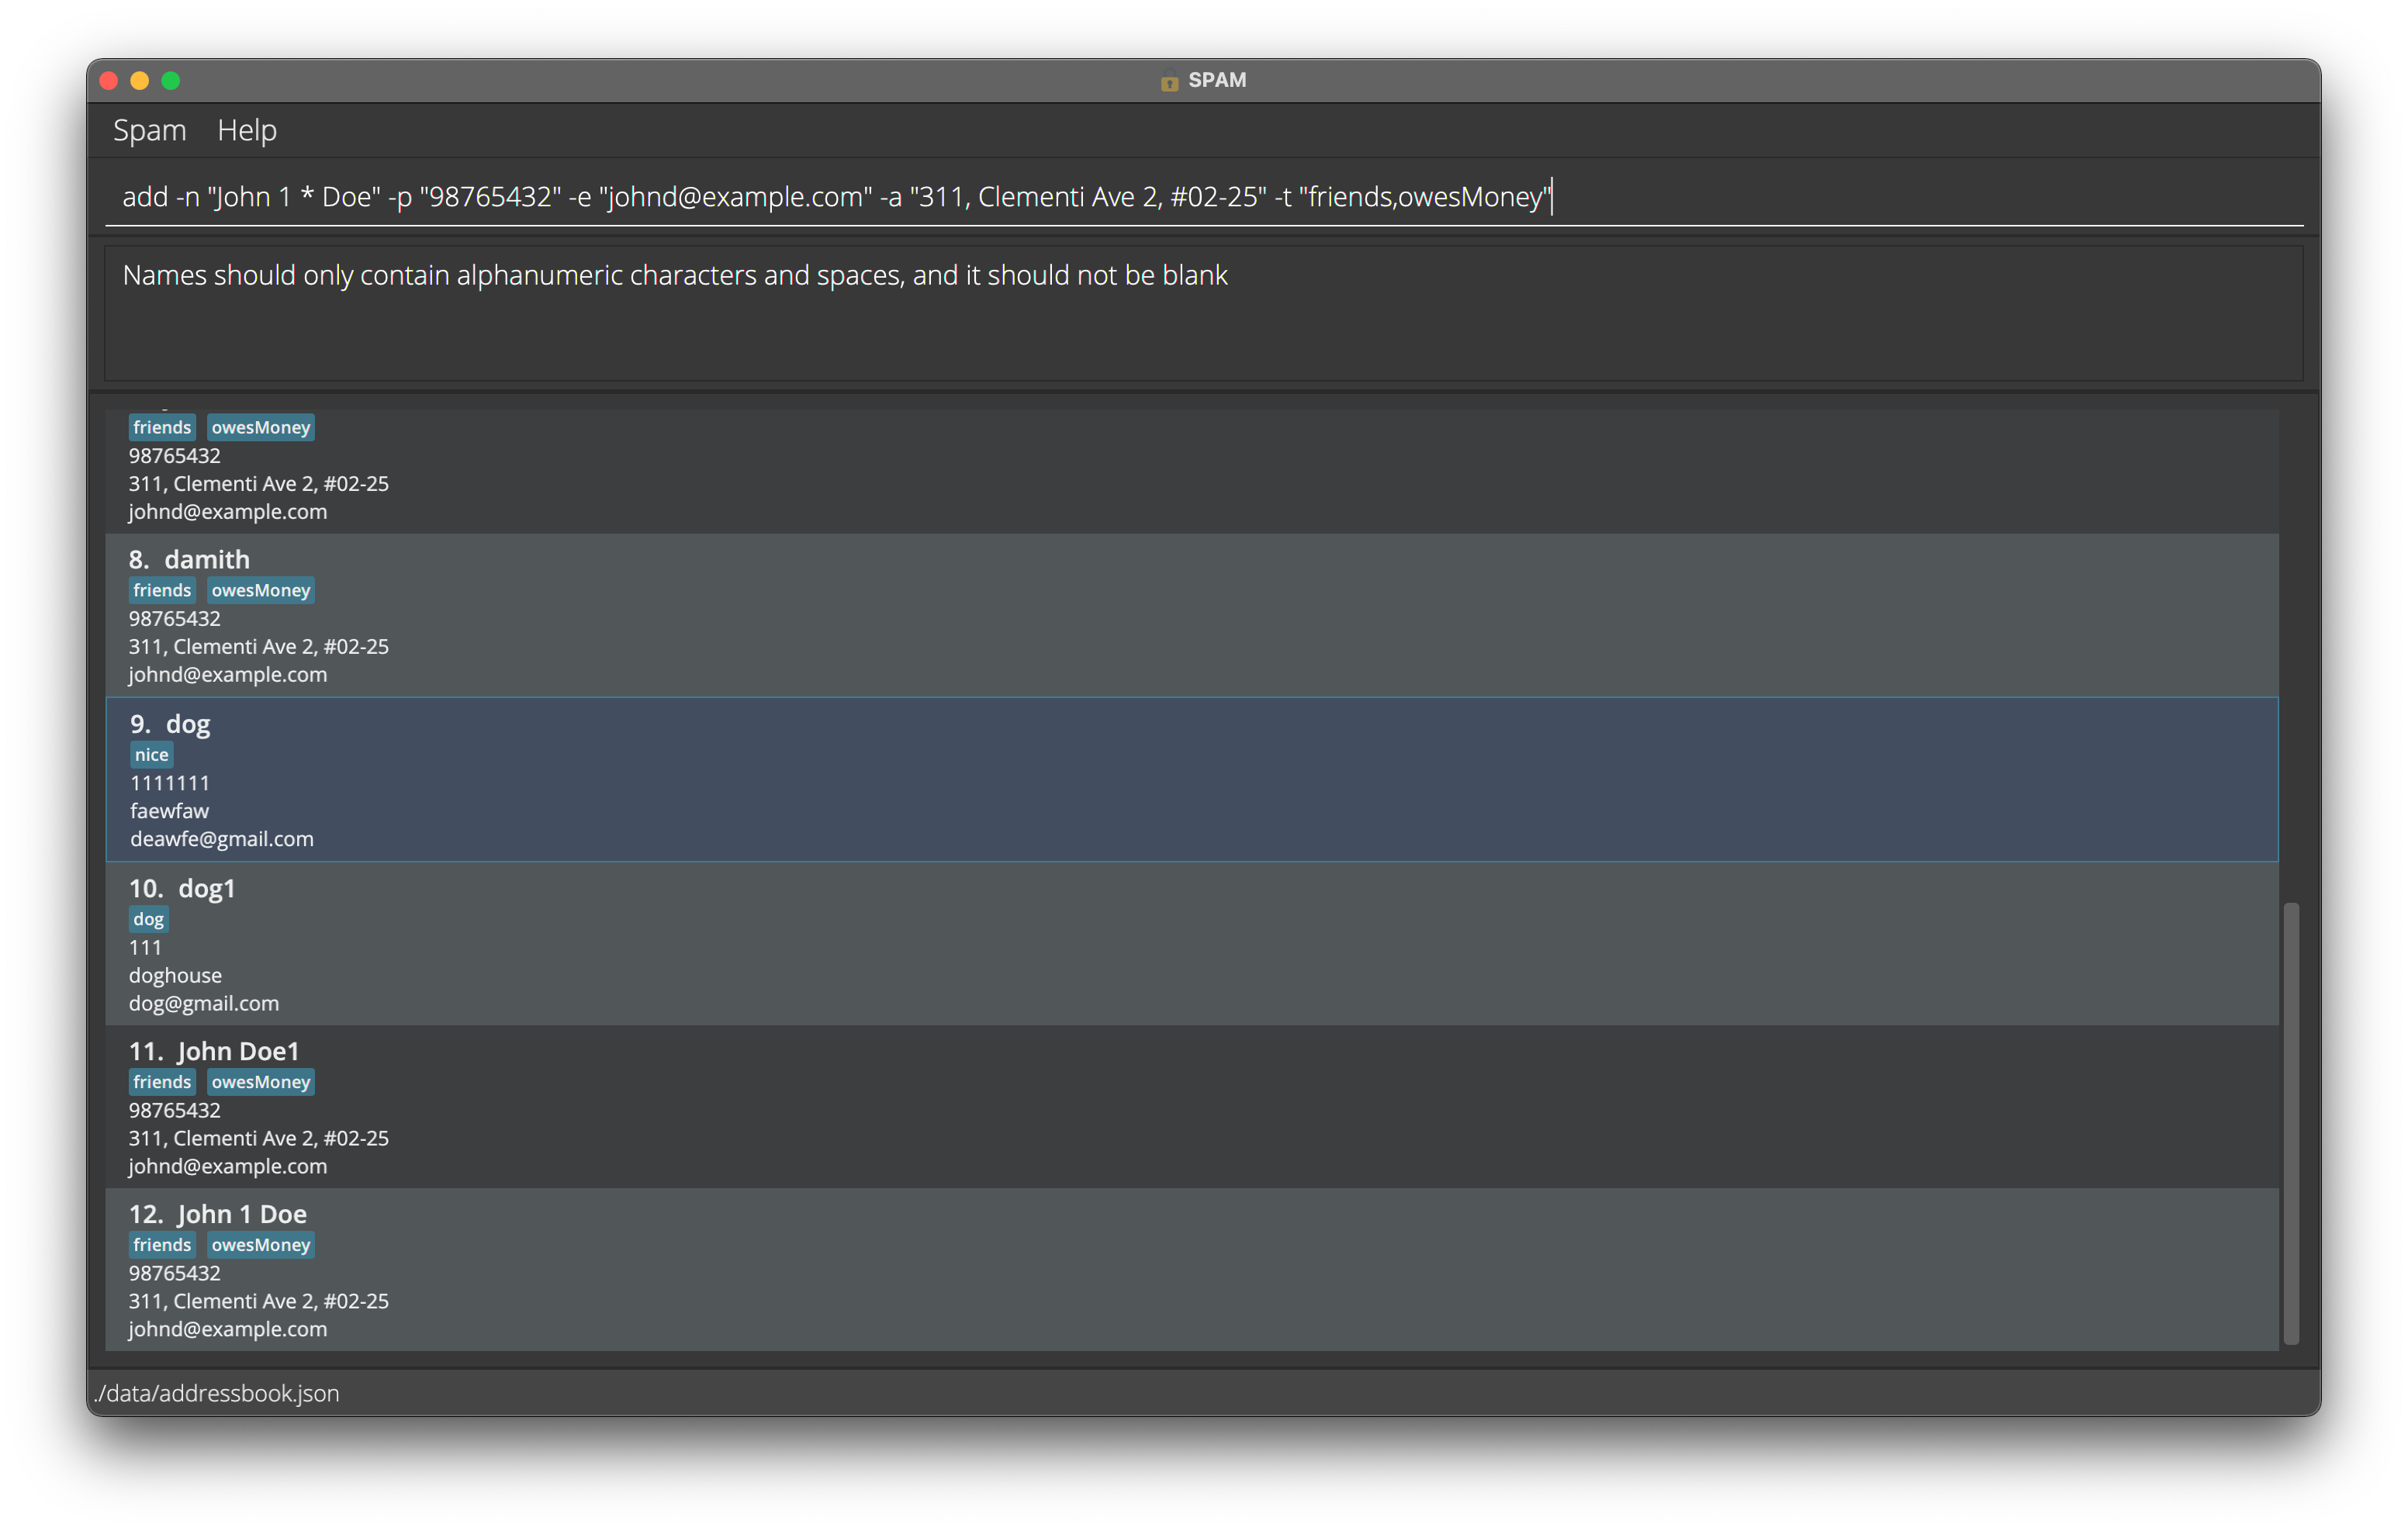 SPAM
Spam Help
add -n "John 1 * Doe" -p "98765432" -e "johnd@example.com" -a "311, Clementi Ave 2, #02-25" -t "friends,owesMoney"
Names should only contain alphanumeric characters and spaces, and it should not be blank
friends owesMoney
98765432
311, Clementi Ave 2, #02-25
johnd@example.com
8. damith
friends owesMoney
98765432
311, Clementi Ave 2, #02-25
johnd@example.com
9. dog
nice
1111111
faewfaw
deawfe@gmail.com
10. dog1
dog
111
doghouse
dog@gmail.com
11. John Doe1
friends owesMoney
98765432
311, Clementi Ave 2, #02-25
johnd@example.com
12. John 1 Doe
friends owesMoney
98765432
311, Clementi Ave 2, #02-25
johnd@example.com
./data/addressbook.json